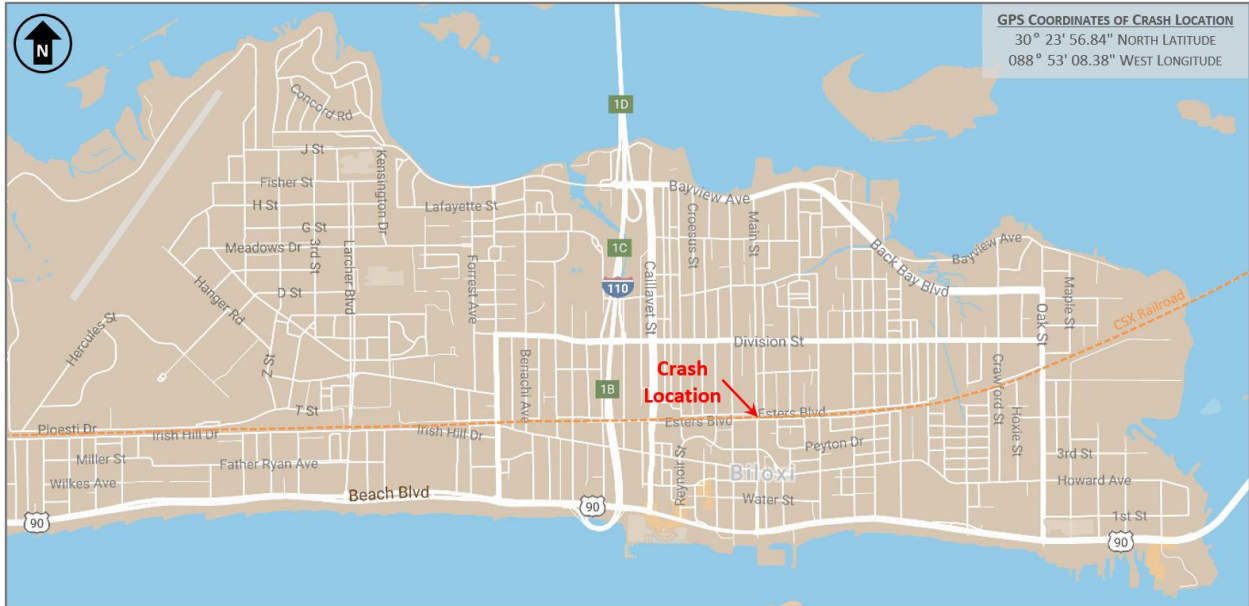 N
GPS COORDINATES OF CRASH LOCATION
30° 23' 56.84" NORTH LATITUDE
088° 53' 08.38" WEST LONGITUDE
1D
Concord Rd
J St
Kensington Dr
Fisher St
Bayview Ave
H St
Lafayette St
Croesus St
Main St
G St
3rd St
Meadows Dr
Larcher Blvd
1C
Bayview Ave
Back Bay Blvd
Forrest Ave
Caillavet St
Hanger Rd
D St
110
Maple St
Oak St
CSX Railroad
Hercules St
Division St
Z St
Benachi Ave
Crash
Location
1B
Crawford St
T St
Esters Blvd
Esters Blvd
Hoxie St
Ploesti Dr
Irish Hill Dr
Irish Hill Dr
Peyton Dr
Miller St
Father Ryan Ave
Reynoir St
3rd St
Biloxi
Wilkes Ave
Howard Ave
Beach Blvd
Water St
90
90
1st St
90